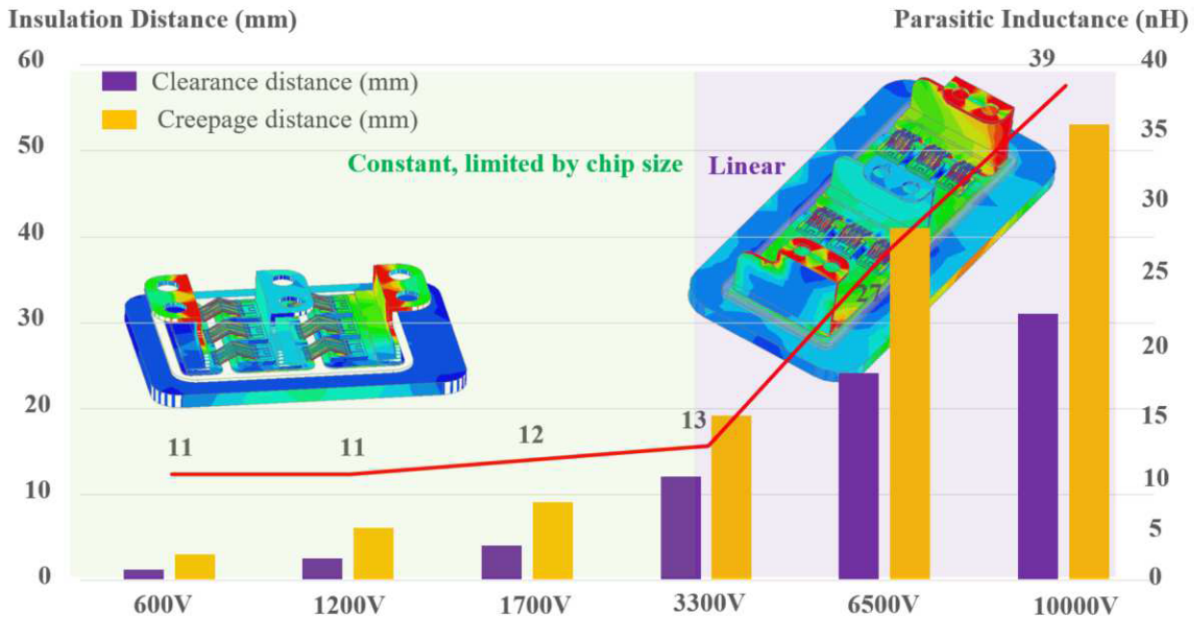 Insulation Distance (mm)
Parasitic Inductance (nH)
60
50
40
30
20
10
0
Clearance distance (mm)
Creepage distance (mm)
Constant, limited by chip size
Linear
11
11
12
13
27
39
40
35
30
25
20
15
10
5
0
600V
1200V
1700V
3300V
6500V
10000V